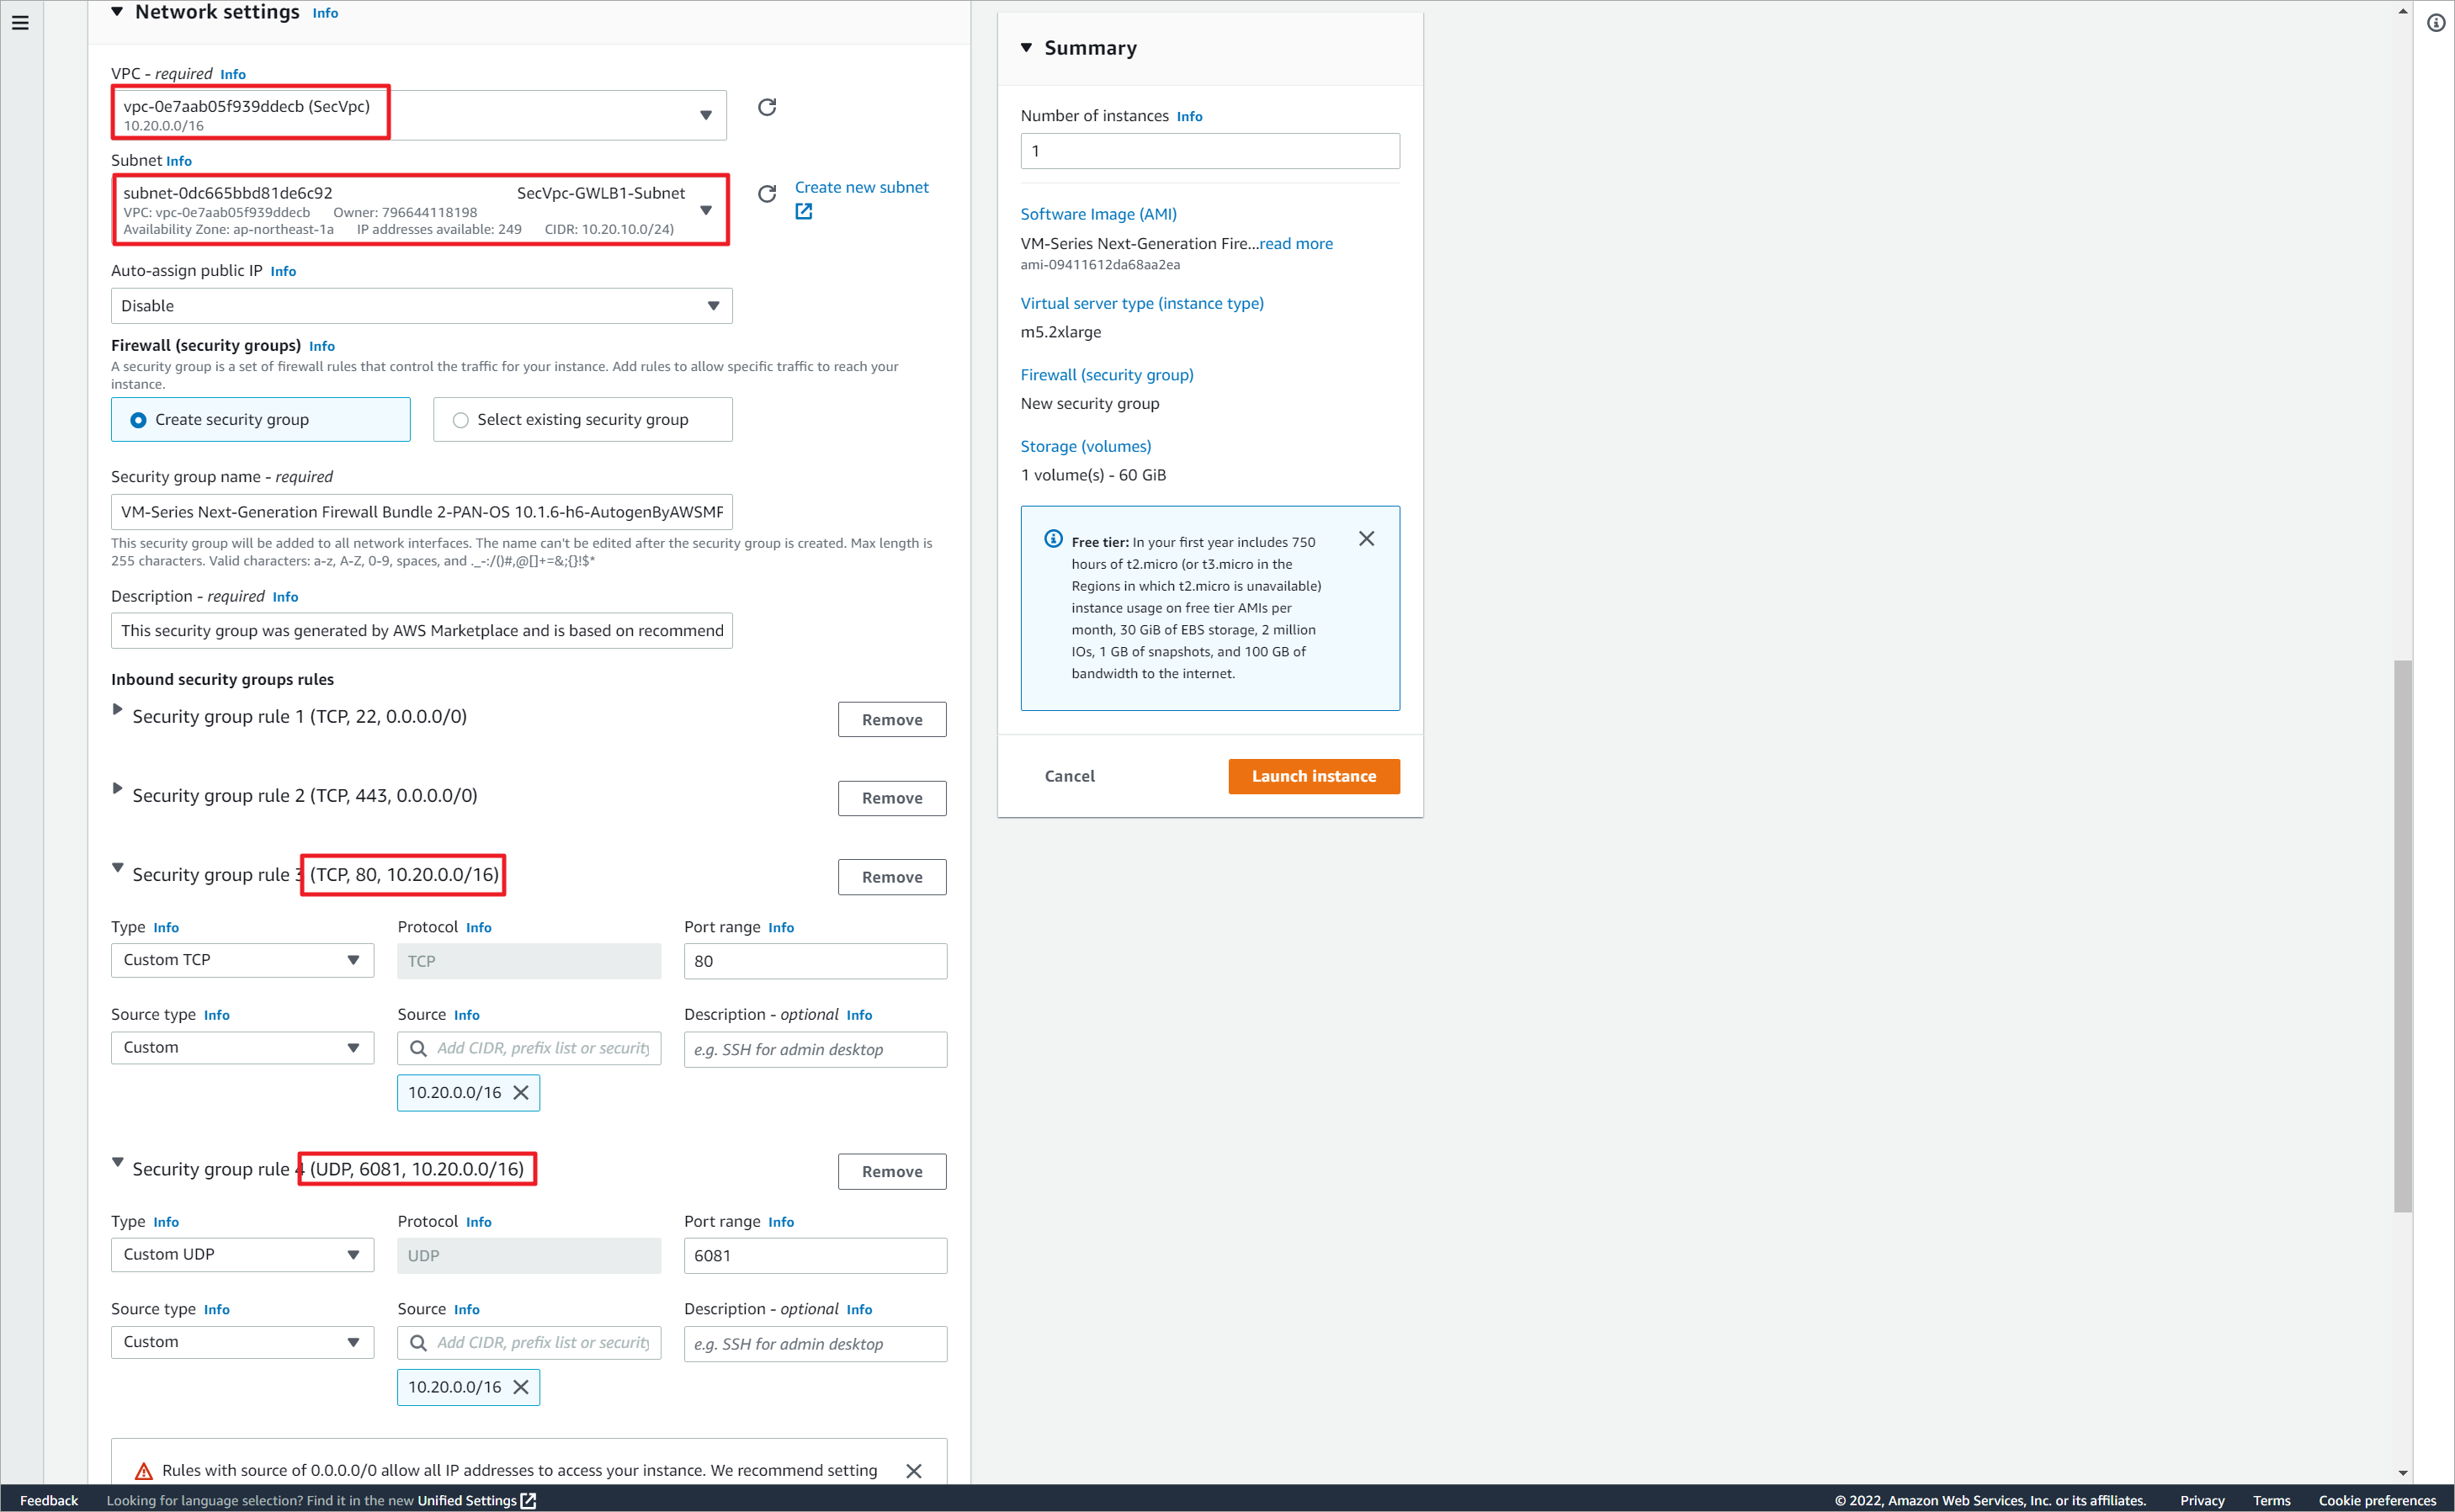 Network settings Info
VPC - required Info
vpc-0e7aab05f939ddecb (SecVpc)
10.20.0.0/16
Subnet Info
subnet-0dc665bbd81de6c92 SecVpc-GWLB1-Subnet
VPC: vpc-0e7aab05f939ddecb Owner: 796644118198
Availability Zone: ap-northeast-1a IP addresses available: 249 CIDR: 10.20.10.0/24)
Create new subnet
Auto-assign public IP Info
Disable
Firewall (security groups) Info
A security group is a set of firewall rules that control the traffic for your instance. Add rules to allow specific traffic to reach your
instance.
Create security group
Select existing security group
Security group name - required
VM-Series Next-Generation Firewall Bundle 2-PAN-OS 10.1.6-h6-AutogenByAWSMF
This security group will be added to all network interfaces. The name can't be edited after the security group is created. Max length is
255 characters. Valid characters: a-z, A-Z, 0-9, spaces, and ._-:/()#,@[]+=&;{}!$*
Description - required Info
This security group was generated by AWS Marketplace and is based on recommend
Inbound security groups rules
Security group rule 1 (TCP, 22, 0.0.0.0/0)
Remove
Security group rule 2 (TCP, 443, 0.0.0.0/0)
Remove
Security group rule 3 (TCP, 80, 10.20.0.0/16)
Remove
Type Info Protocol Info Port range Info
Custom TCP TCP 80
Source type Info Source Info Description - optional Info
Custom Add CIDR, prefix list or security e.g. SSH for admin desktop
10.20.0.0/16
Security group rule 4 (UDP, 6081, 10.20.0.0/16)
Remove
Type Info Protocol Info Port range Info
Custom UDP UDP 6081
Source type Info Source Info Description - optional Info
Custom Add CIDR, prefix list or security e.g. SSH for admin desktop
10.20.0.0/16
Rules with source of 0.0.0.0/0 allow all IP addresses to access your instance. We recommend setting
Summary
Number of instances Info
1
Software Image (AMI)
VM-Series Next-Generation Fire...read more
ami-09411612da68aa2ea
Virtual server type (instance type)
m5.2xlarge
Firewall (security group)
New security group
Storage (volumes)
1 volume(s) - 60 GiB
Free tier: In your first year includes 750
hours of t2.micro (or t3.micro in the
Regions in which t2.micro is unavailable)
instance usage on free tier AMIs per
month, 30 GiB of EBS storage, 2 million
IOs, 1 GB of snapshots, and 100 GB of
bandwidth to the internet.
Cancel Launch instance
Feedback Looking for language selection? Find it in the new Unified Settings © 2022, Amazon Web Services, Inc. or its affiliates. Privacy Terms Cookie preferences